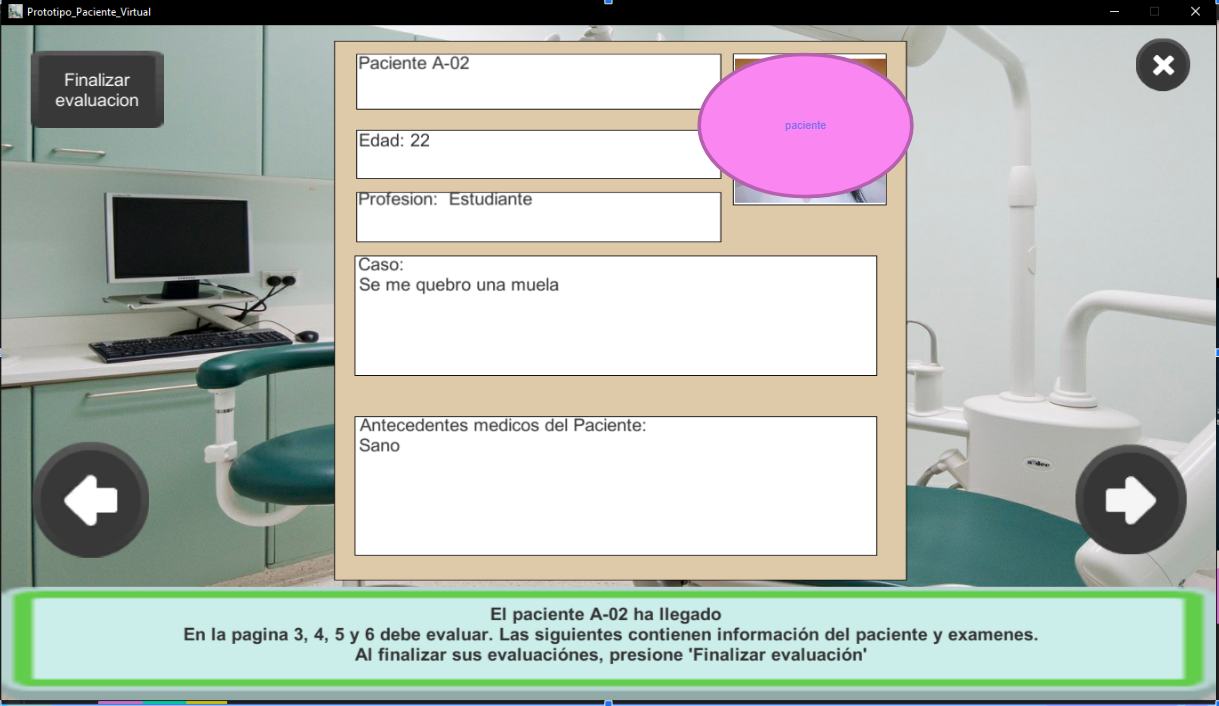 Prototipo_Paciente_Virtual
Finalizar
evaluacion
Paciente A-02
paciente
Edad: 22
Profesion:  Estudiante
Caso:
Se me quebro una muela
Antecedentes medicos del Paciente:
Sano
El paciente A-02 ha llegado
En la pagina 3, 4, 5 y 6 debe evaluar. Las siguientes contienen información del paciente y examenes.
Al finalizar sus evaluaciónes, presione 'Finalizar evaluación'